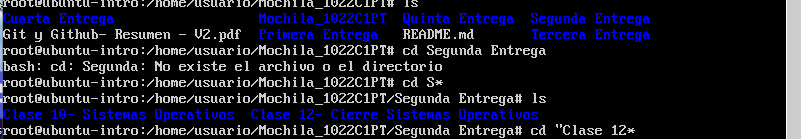 root@ubuntu-intro:/home/usuario/Mochila_1022C1PT# ls
Cuarta Entrega Mochila_1022C1PT Quinta Entrega Segunda Entrega
Git y Github- Resumen - V2.pdf Primera Entrega README.md Tercera Entrega
root@ubuntu-intro:/home/usuario/Mochila_1022C1PT# cd Segunda Entrega
bash: cd: Segunda: No existe el archivo o el directorio
root@ubuntu-intro:/home/usuario/Mochila_1022C1PT# cd S*
root@ubuntu-intro:/home/usuario/Mochila_1022C1PT/Segunda Entrega# ls
Clase 10- Sistemas Operativos Clase 12- Cierre Sistemas Operativos
root@ubuntu-intro:/home/usuario/Mochila_1022C1PT/Segunda Entrega# cd "Clase 12*